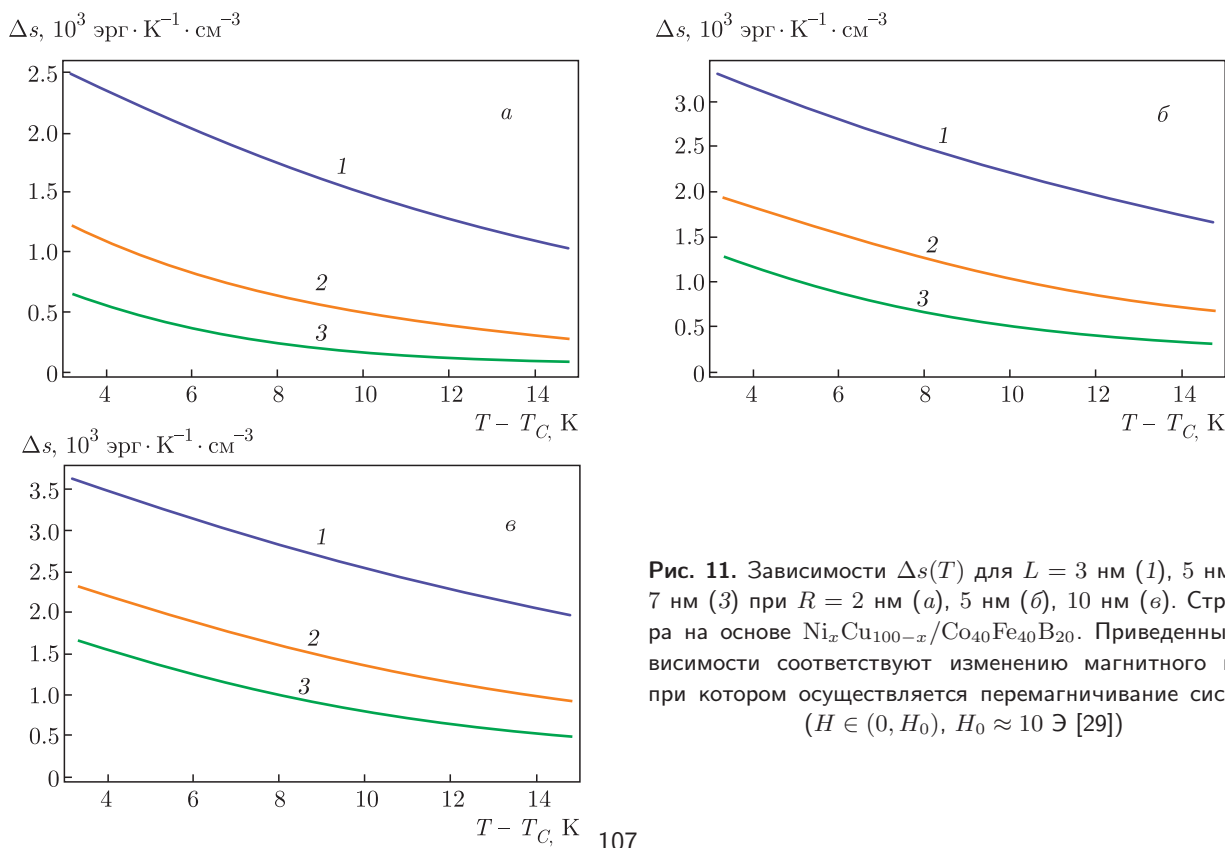 Δs, 10³ эрг·К⁻¹·см⁻³
2.5
2.0
1.5
1.0
0.5
0
4 6 8 10 12 14
T − T_C, К
а
1
2
3
Δs, 10³ эрг·К⁻¹·см⁻³
3.0
2.5
2.0
1.5
1.0
0.5
0
4 6 8 10 12 14
T − T_C, К
б
1
2
3
Δs, 10³ эрг·К⁻¹·см⁻³
3.5
3.0
2.5
2.0
1.5
1.0
0.5
0
4 6 8 10 12 14
T − T_C, К
в
1
2
3
Рис. 11. Зависимости Δs(T) для L = 3 нм (1), 5 нм
7 нм (3) при R = 2 нм (а), 5 нм (б), 10 нм (в). Стр
ра на основе NiₓCu₁₀₀₋ₓ/Co₄₀Fe₄₀B₂₀. Приведенны
висимости соответствуют изменению магнитного
при котором осуществляется перемагничивание сис
(H ∈ (0, H₀), H₀ ≈ 10 Э [29])
107